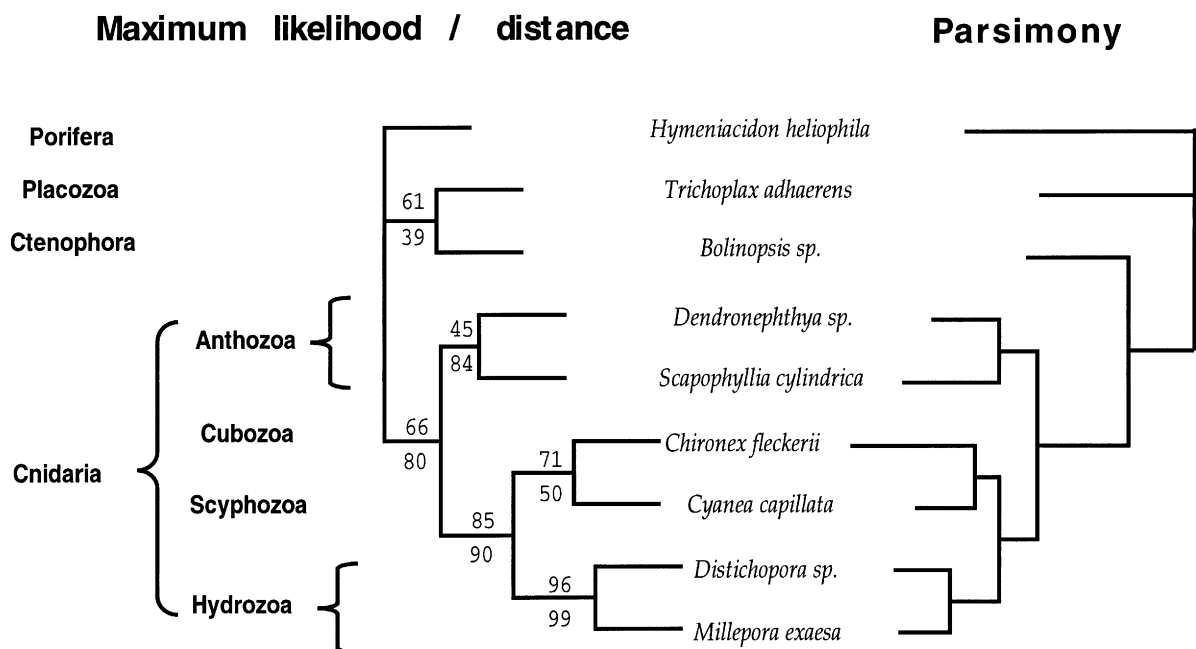 Maximum likelihood / distance
Parsimony
Porifera
Hymeniacidon heliophila
Placozoa
61
Trichoplax adhaerens
Ctenophora
39
Bolinopsis sp.
Anthozoa
45
Dendronephthya sp.
84
Scapophyllia cylindrica
Cubozoa
66
Chironex fleckerii
Cnidaria
80
71
Scyphozoa
50
Cyanea capillata
85
90
Distichopora sp.
Hydrozoa
96
99
Millepora exaesa